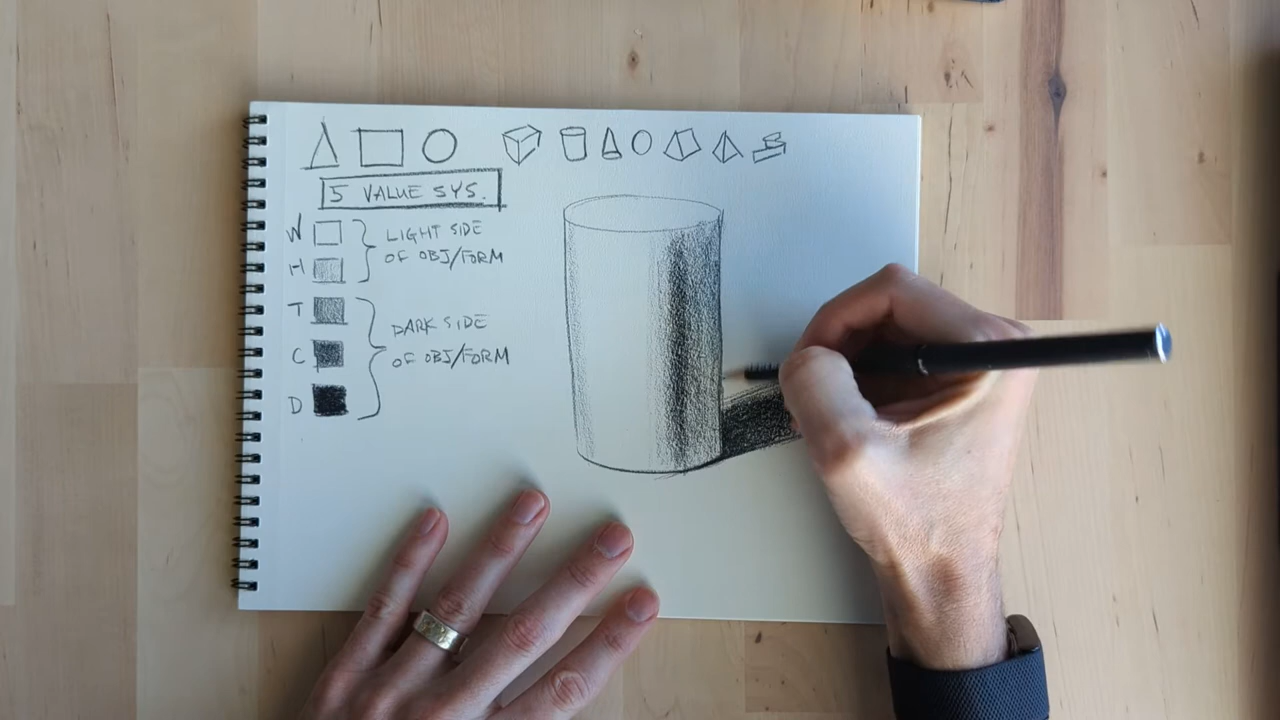 5 VALUE SYS.
W
LIGHT SIDE
H
OF OBJ/FORM
T
DARK SIDE
C
OF OBJ/FORM
D